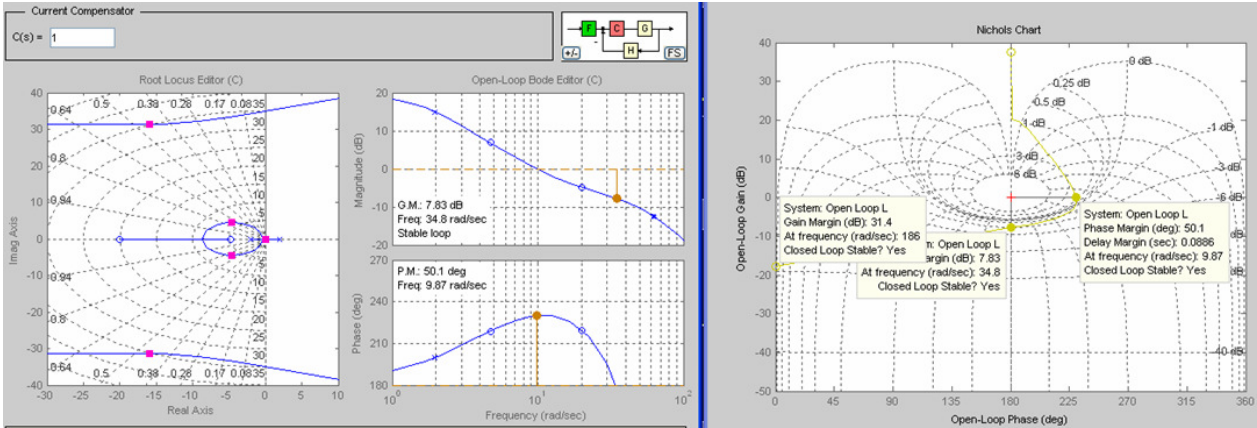 Current Compensator
C(s) = 1
F C G
H
+/- FS
Root Locus Editor (C)
0.64 0.5 0.38 0.28 0.17 0.0835
0.8
0.94
0.94
0.8
0.64 0.5 0.38 0.28 0.17 0.0835
40
30
20
10
0
-10
-20
-30
-40
30
25
20
15
10
5
5
10
15
20
25
30
-30 -25 -20 -15 -10 -5 0 5 10
Imag Axis
Real Axis
Open-Loop Bode Editor (C)
20
10
0
-10
-20
Magnitude (dB)
G.M.: 7.83 dB
Freq: 34.8 rad/sec
Stable loop
270
240
210
180
Phase (deg)
P.M.: 50.1 deg
Freq: 9.87 rad/sec
10^0 10^1 10^2
Frequency (rad/sec)
Nichols Chart
40
30
20
10
0
-10
-20
-30
-40
-50
Open-Loop Gain (dB)
0 dB
0.25 dB
0.5 dB
1 dB
-1 dB
3 dB
-3 dB
6 dB
-6 dB
-40 dB
System: Open Loop L
Gain Margin (dB): 31.4
At frequency (rad/sec): 186
Closed Loop Stable? Yes
: Open Loop L
argin (dB): 7.83
At frequency (rad/sec): 34.8
Closed Loop Stable? Yes
System: Open Loop L
Phase Margin (deg): 50.1
Delay Margin (sec): 0.0886
At frequency (rad/sec): 9.87
Closed Loop Stable? Yes
0 45 90 135 180 225 270 315 360
Open-Loop Phase (deg)